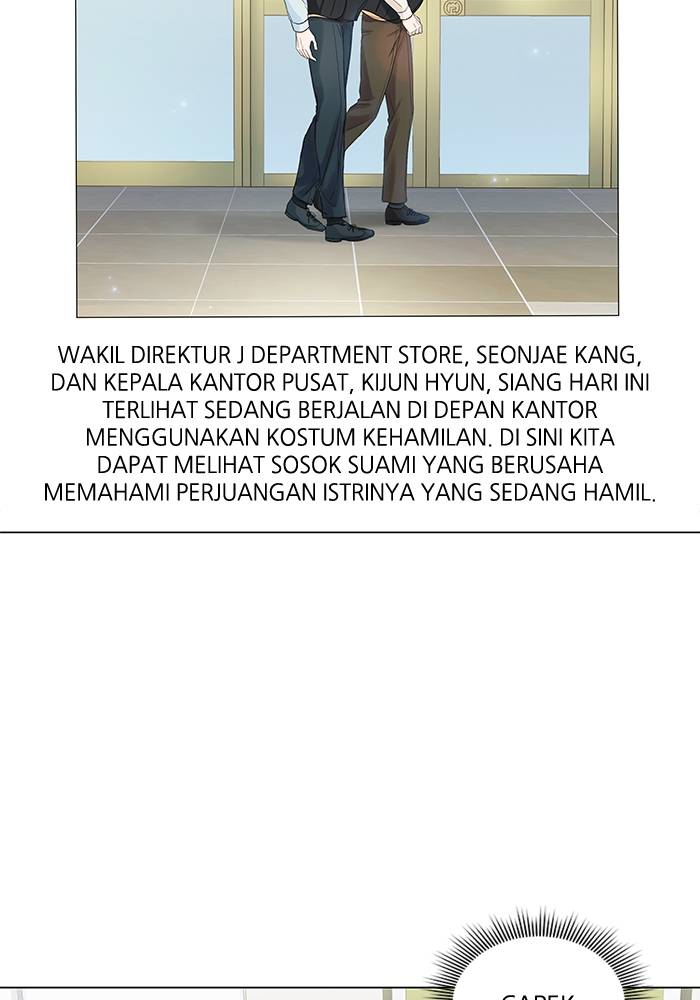 WAKIL DIREKTUR J DEPARTMENT STORE, SEONJAE KANG,
DAN KEPALA KANTOR PUSAT, KIJUN HYUN, SIANG HARI INI
TERLIHAT SEDANG BERJALAN DI DEPAN KANTOR
MENGGUNAKAN KOSTUM KEHAMILAN. DI SINI KITA
DAPAT MELIHAT SOSOK SUAMI YANG BERUSAHA
MEMAHAMI PERJUANGAN ISTRINYA YANG SEDANG HAMIL.